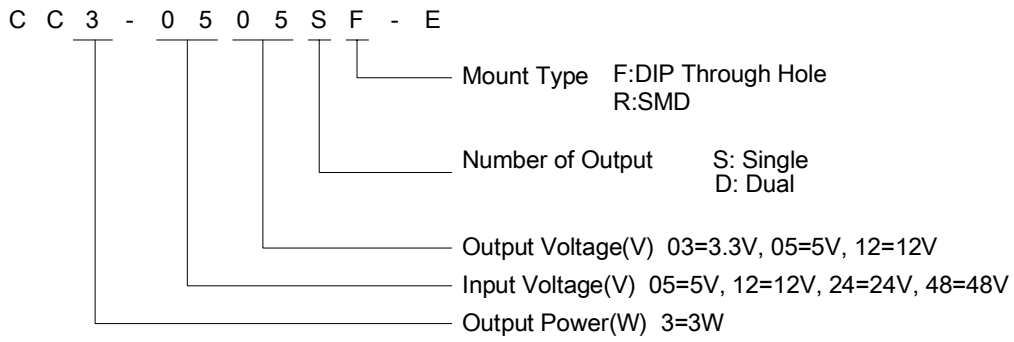 C C 3 - 0 5 0 5 S F - E
Mount Type F:DIP Through Hole
R:SMD
Number of Output S: Single
D: Dual
Output Voltage(V) 03=3.3V, 05=5V, 12=12V
Input Voltage(V) 05=5V, 12=12V, 24=24V, 48=48V
Output Power(W) 3=3W